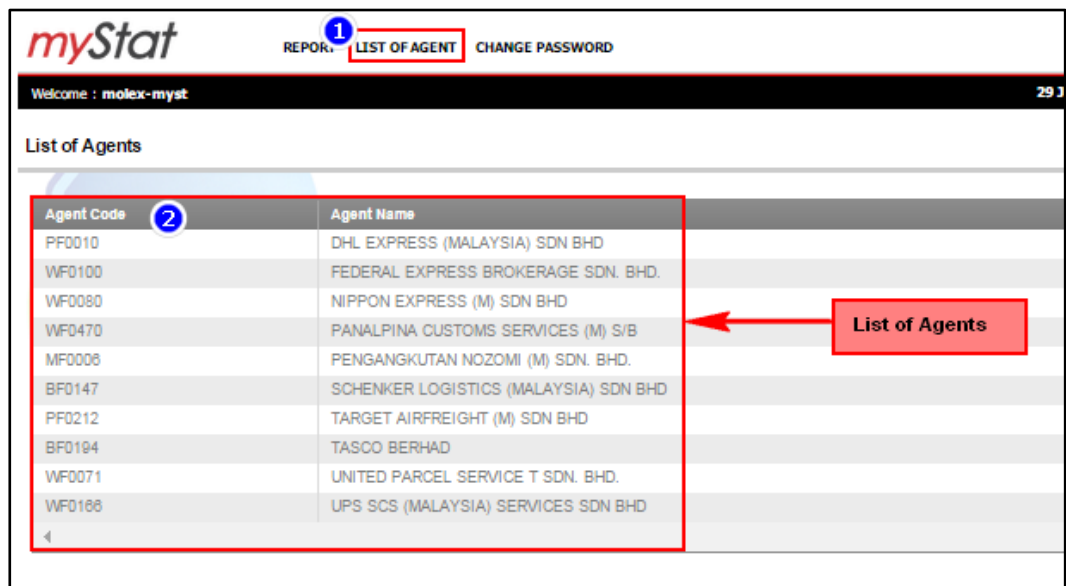 myStat
REPORT LIST OF AGENT CHANGE PASSWORD
1
Welcome : molex-myst 29 J
List of Agents
Agent Code 2 Agent Name
PF0010 DHL EXPRESS (MALAYSIA) SDN BHD
WF0100 FEDERAL EXPRESS BROKERAGE SDN. BHD.
WF0080 NIPPON EXPRESS (M) SDN BHD
WF0470 PANALPINA CUSTOMS SERVICES (M) S/B
List of Agents
MF0006 PENGANGKUTAN NOZOMI (M) SDN. BHD.
BF0147 SCHENKER LOGISTICS (MALAYSIA) SDN BHD
PF0212 TARGET AIRFREIGHT (M) SDN BHD
BF0194 TASCO BERHAD
WF0071 UNITED PARCEL SERVICE T SDN. BHD.
WF0166 UPS SCS (MALAYSIA) SERVICES SDN BHD